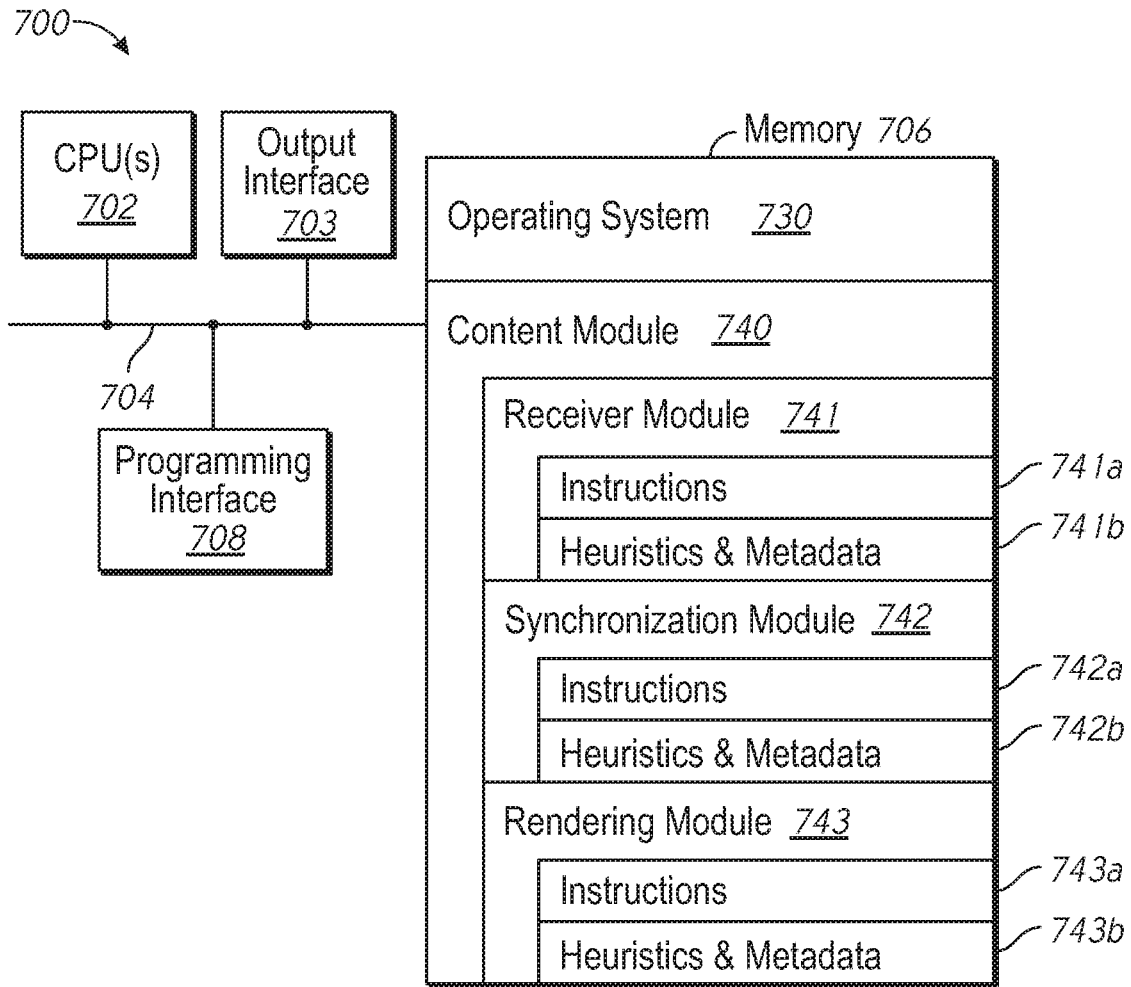 700
CPU(s)
702
Output
Interface
703
Memory 706
Operating System 730
704
Content Module 740
Programming
Interface
708
Receiver Module 741
Instructions
741a
Heuristics & Metadata
741b
Synchronization Module 742
Instructions
742a
Heuristics & Metadata
742b
Rendering Module 743
Instructions
743a
Heuristics & Metadata
743b